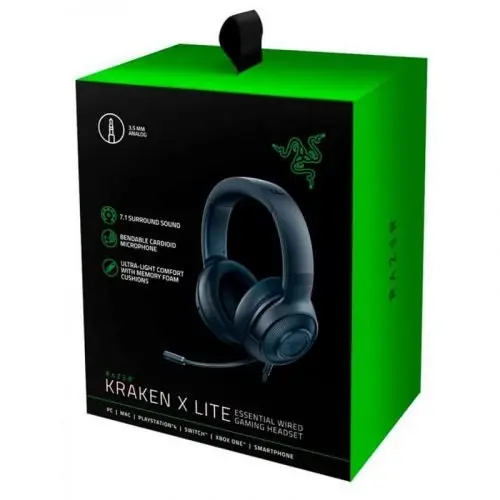 3.5 MM
ANALOG
7.1 SURROUND SOUND
BENDABLE CARDIOID
MICROPHONE
ULTRA-LIGHT COMFORT
WITH MEMORY FOAM
CUSHIONS
RAZER
RAZER
KRAKEN X LITE
ESSENTIAL WIRED
GAMING HEADSET
PC | MAC | PLAYSTATION®4 | SWITCH™ | XBOX ONE™ | SMARTPHONE